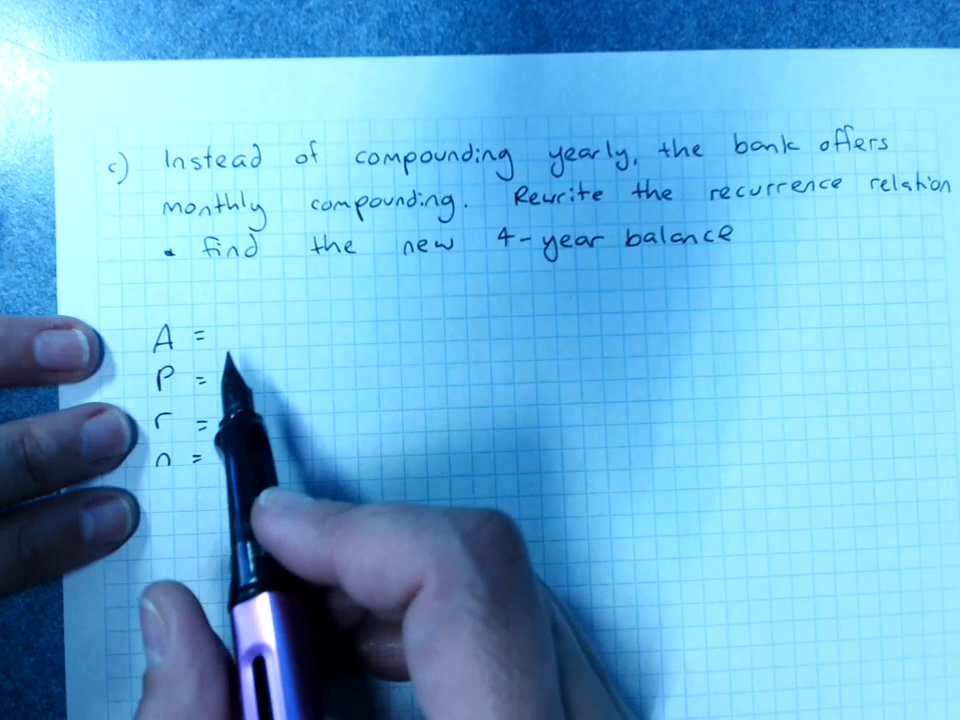 c) Instead of compounding yearly, the bank offers
monthly compounding. Rewrite the recurrence relation
& find the new 4-year balance
A =
P =
r =
n =